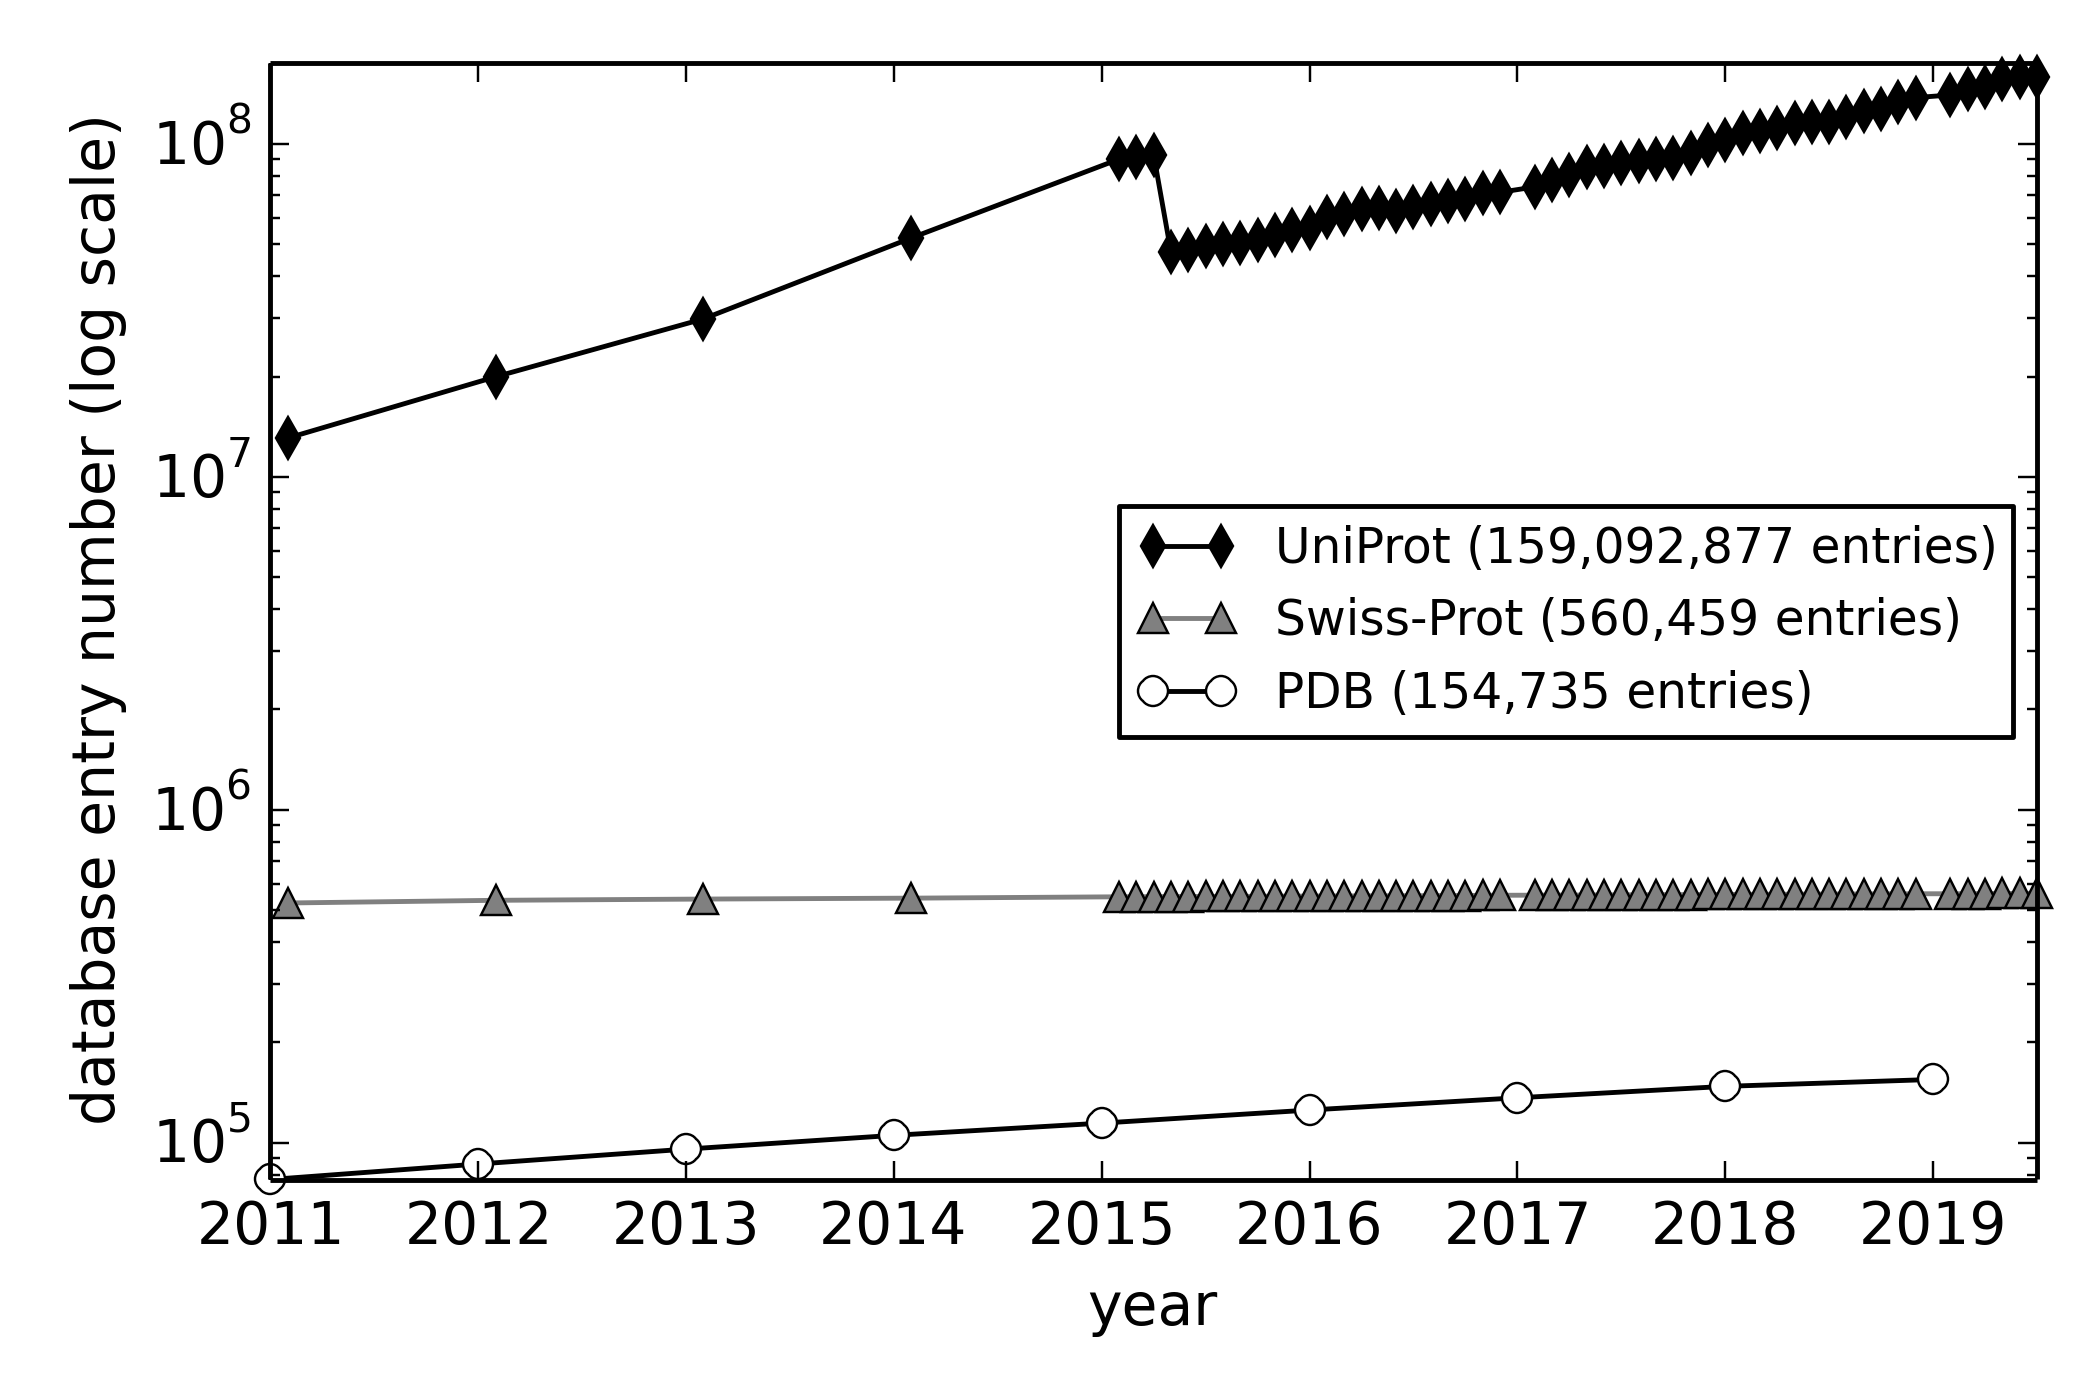 database entry number (log scale)
10^8
10^7
10^6
10^5
UniProt (159,092,877 entries)
Swiss-Prot (560,459 entries)
PDB (154,735 entries)
2011 2012 2013 2014 2015 2016 2017 2018 2019
year